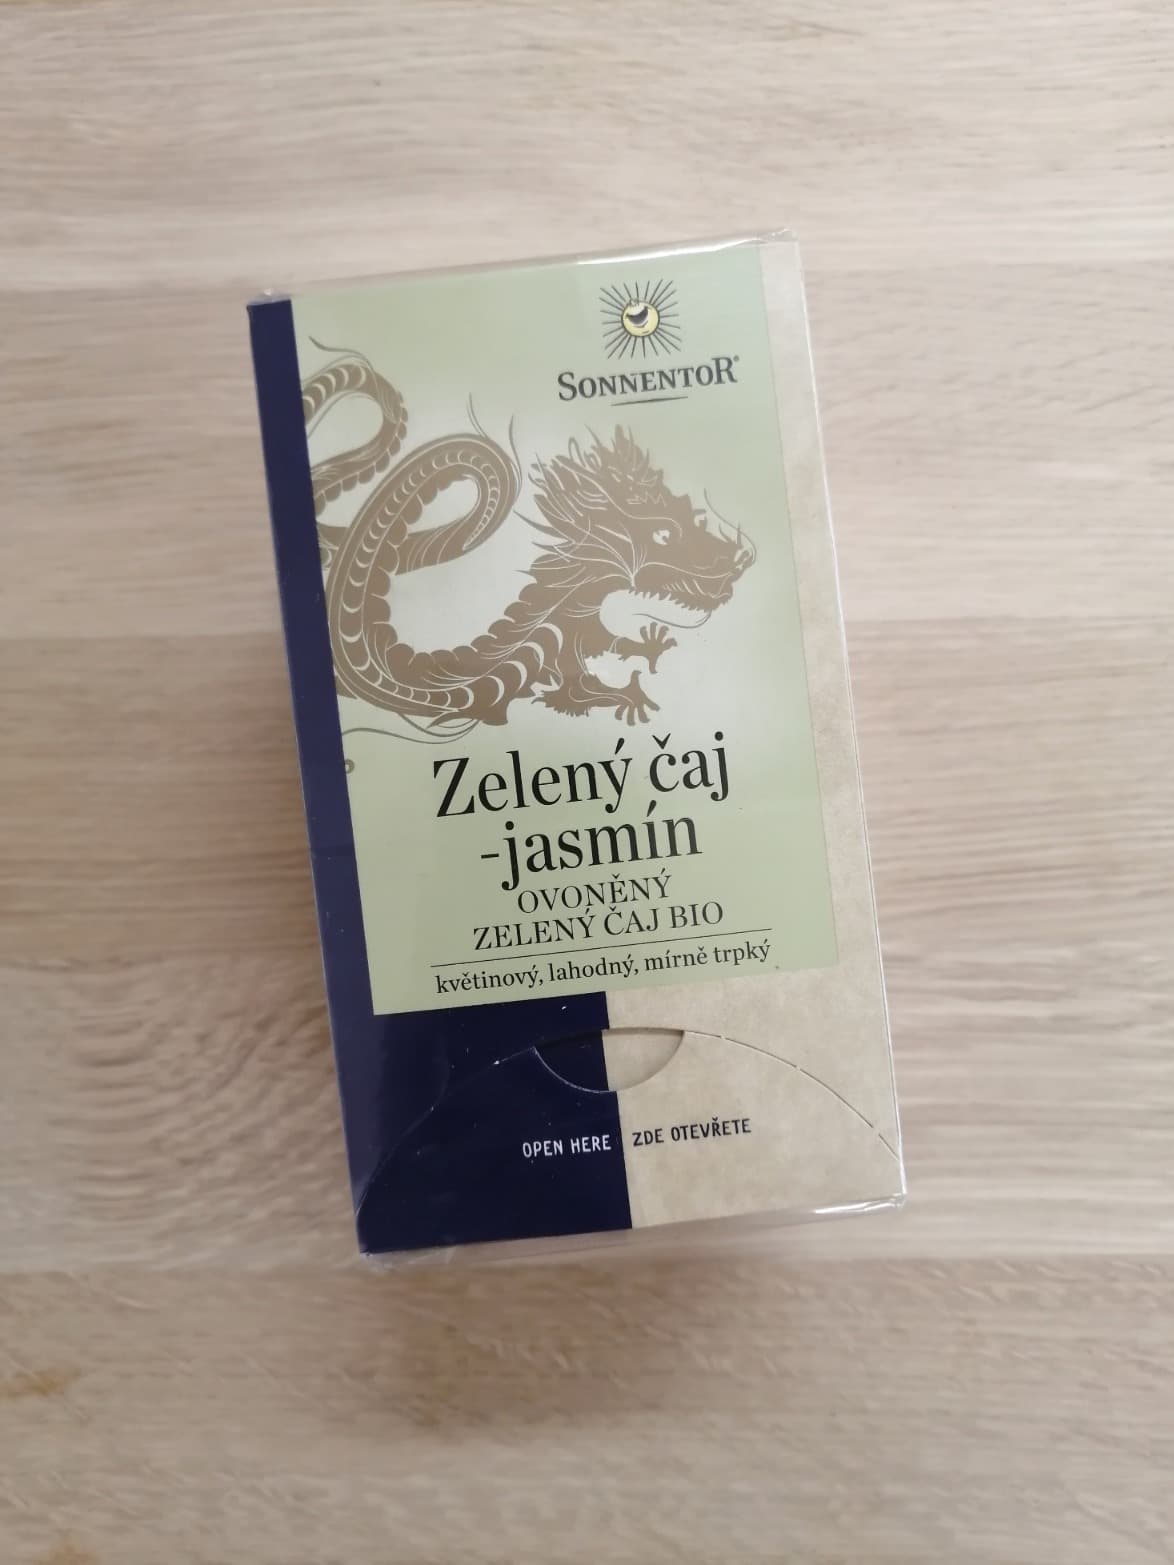 SONNENTOR®
Zelený čaj
-jasmín
OVONĚNÝ
ZELENÝ ČAJ BIO
květinový, lahodný, mírně trpký
OPEN HERE ZDE OTEVŘETE